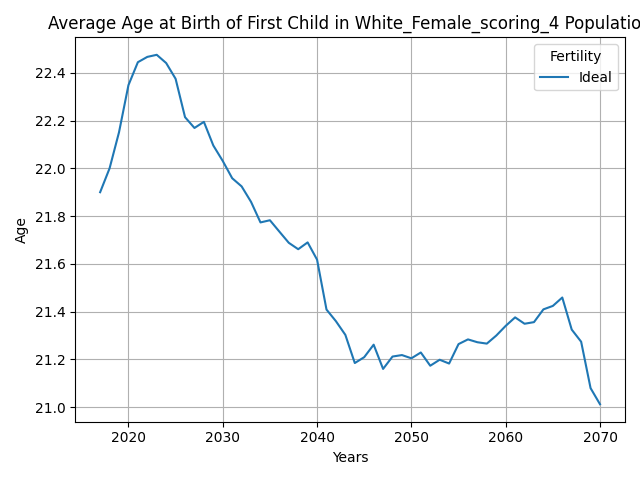 Average Age at Birth of First Child in White_Female_scoring_4 Populatio
Fertility
Ideal
22.4
22.2
22.0
21.8
21.6
21.4
21.2
21.0
Age
2020 2030 2040 2050 2060 2070
Years